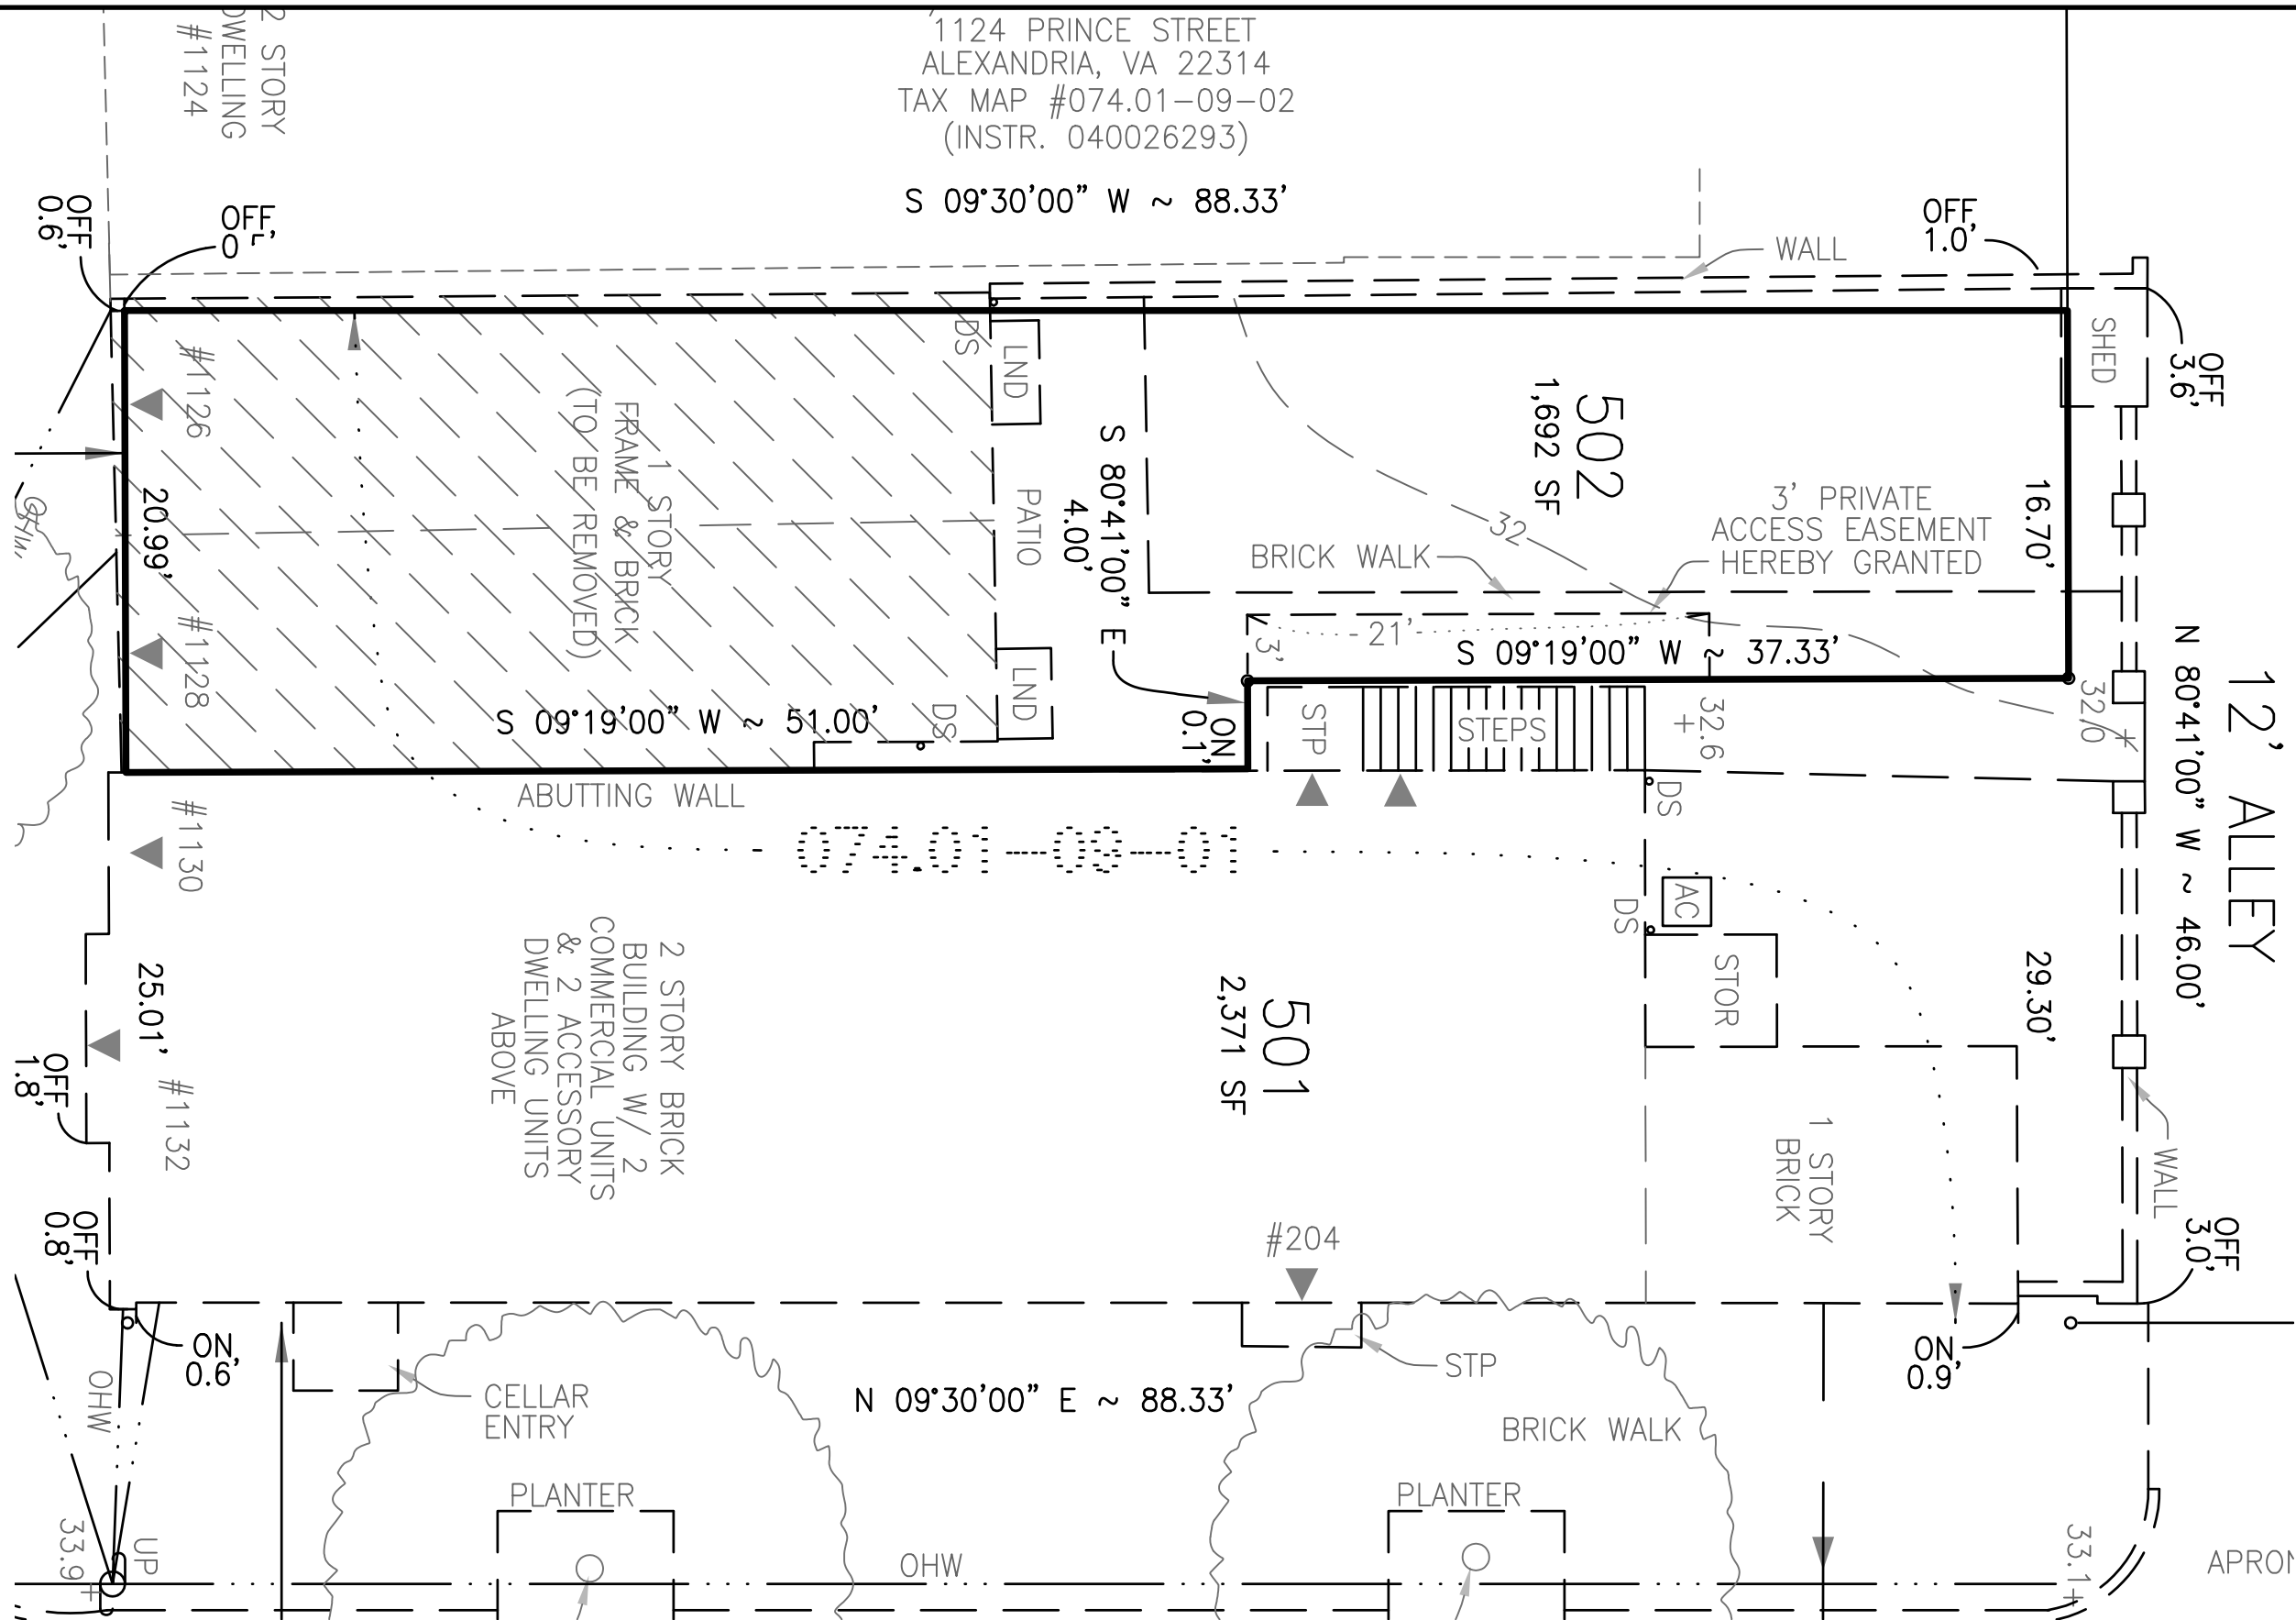 1124 PRINCE STREET
ALEXANDRIA, VA 22314
TAX MAP #074.01-09-02
(INSTR. 040026293)
2 STORY
DWELLING
#1124
S 09°30'00" W ~ 88.33'
OFF
0.6'
OFF
OFF
1.0'
WALL
SHED
OFF
3.6'
DS
LND
#1126
1 STORY
FRAME & BRICK
(TO BE REMOVED)
20.99'
#1128
PATIO
LND
DS
S 80°41'00" E
4.00'
502
1,692 SF
32
BRICK WALK
3' PRIVATE
ACCESS EASEMENT
HEREBY GRANTED
16.70'
3'
21'
S 09°19'00" W ~ 37.33'
12' ALLEY
N 80°41'00" W ~ 46.00'
S 09°19'00" W ~ 51.00'
ON
0.1'
STP
STEPS
32.6
32.0
ABUTTING WALL
#1130
074.01-09-01
DS
AC
DS
STOR
29.30'
25.01'
#1132
OFF
1.8'
2 STORY BRICK
BUILDING W/ 2
COMMERCIAL UNITS
& 2 ACCESSORY
DWELLING UNITS
ABOVE
501
2,371 SF
1 STORY
BRICK
WALL
OFF
0.8'
ON
0.6'
#204
OFF
3.0'
ON
0.9'
OHW
CELLAR
ENTRY
N 09°30'00" E ~ 88.33'
STP
BRICK WALK
PLANTER
PLANTER
UP
33.9
OHW
33.1
APRON